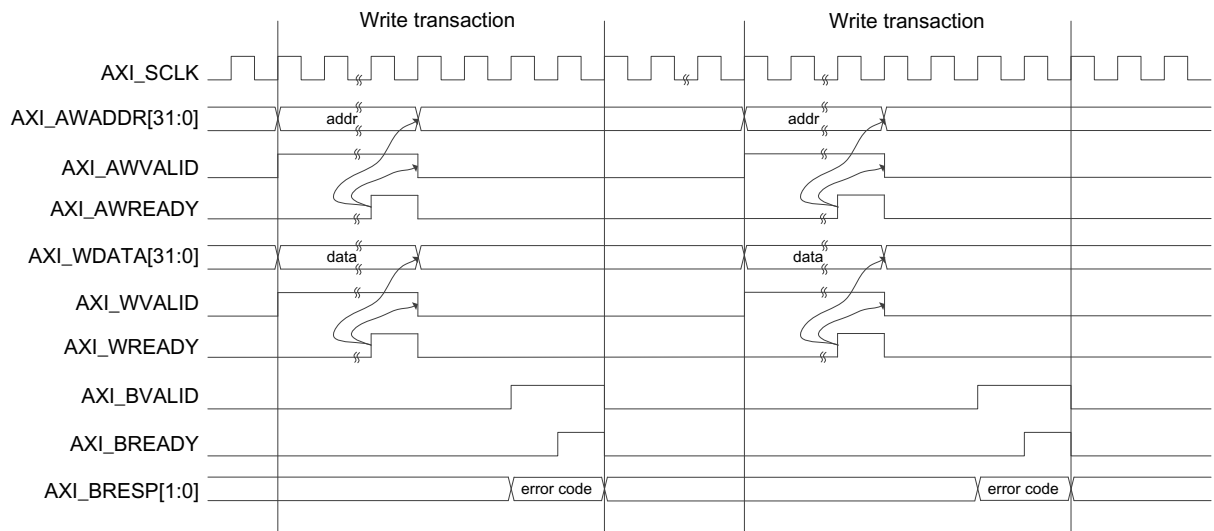 Write transaction Write transaction
AXI_SCLK
AXI_AWADDR[31:0] addr addr
AXI_AWVALID
AXI_AWREADY
AXI_WDATA[31:0] data data
AXI_WVALID
AXI_WREADY
AXI_BVALID
AXI_BREADY
AXI_BRESP[1:0] error code error code